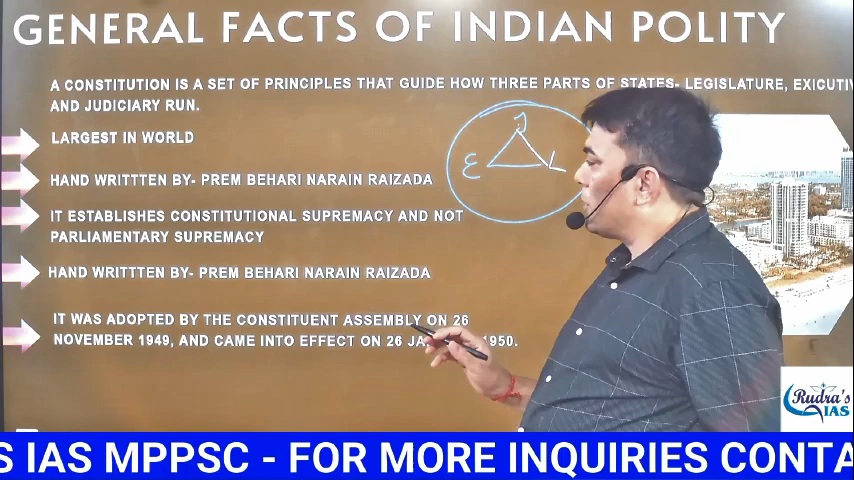 GENERAL FACTS OF INDIAN POLITY
A CONSTITUTION IS A SET OF PRINCIPLES THAT GUIDE HOW THREE PARTS OF STATES- LEGISLATURE, EXICUTIV
AND JUDICIARY RUN.
LARGEST IN WORLD
HAND WRITTTEN BY- PREM BEHARI NARAIN RAIZADA
IT ESTABLISHES CONSTITUTIONAL SUPREMACY AND NOT
PARLIAMENTARY SUPREMACY
HAND WRITTTEN BY- PREM BEHARI NARAIN RAIZADA
IT WAS ADOPTED BY THE CONSTITUENT ASSEMBLY ON 26
NOVEMBER 1949, AND CAME INTO EFFECT ON 26 JA 1950.
J
E L
Rudra's
IAS
S IAS MPPSC - FOR MORE INQUIRIES CONTA